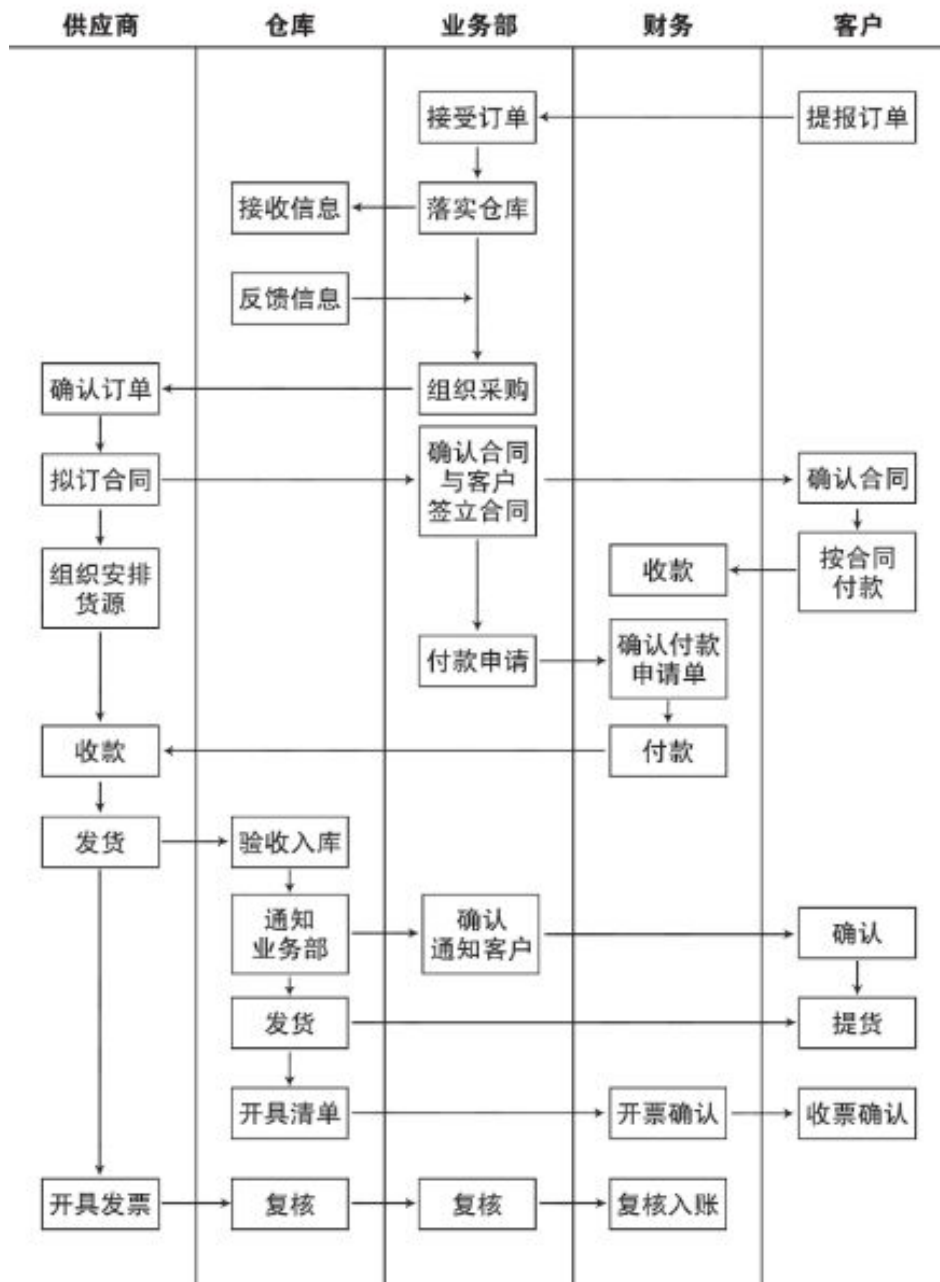 供应商 仓库 业务部 财务 客户
接受订单 提报订单
接收信息 落实仓库
反馈信息
确认订单 组织采购
拟订合同
确认合同
与客户
签立合同
确认合同
组织安排
货源
收款
按合同
付款
付款申请
确认付款
申请单
收款 付款
发货 验收入库
通知
业务部
确认
通知客户
确认
发货 提货
开具清单 开票确认 收票确认
开具发票 复核 复核 复核入账